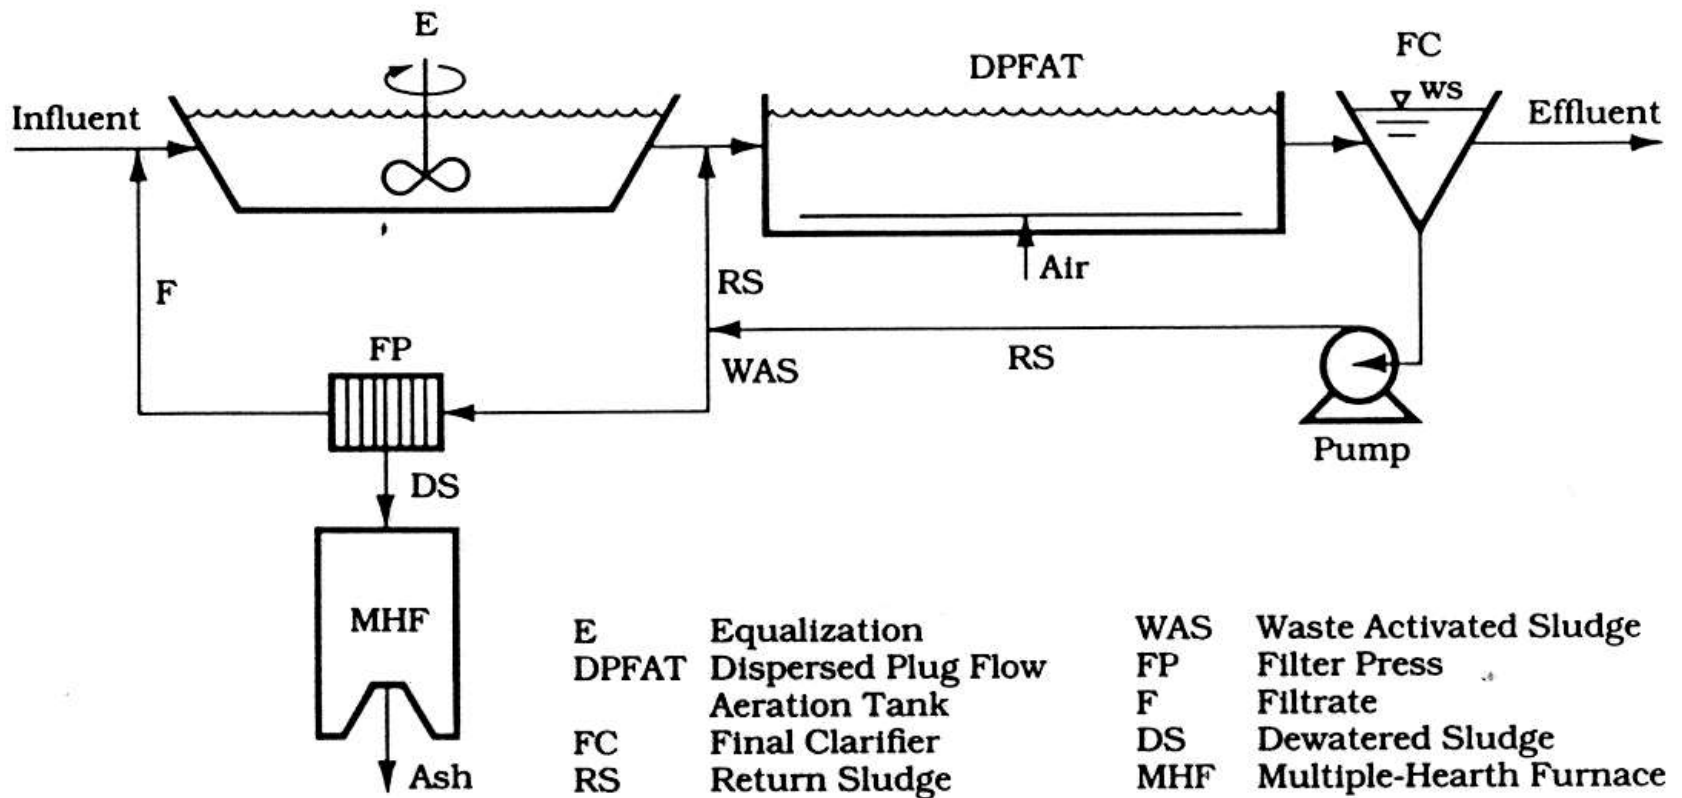 E
DPFAT
FC
WS
Influent
Effluent
Air
F
RS
FP
WAS
RS
Pump
DS
MHF
Ash
E Equalization
DPFAT Dispersed Plug Flow
Aeration Tank
FC Final Clarifier
RS Return Sludge
WAS Waste Activated Sludge
FP Filter Press
F Filtrate
DS Dewatered Sludge
MHF Multiple-Hearth Furnace